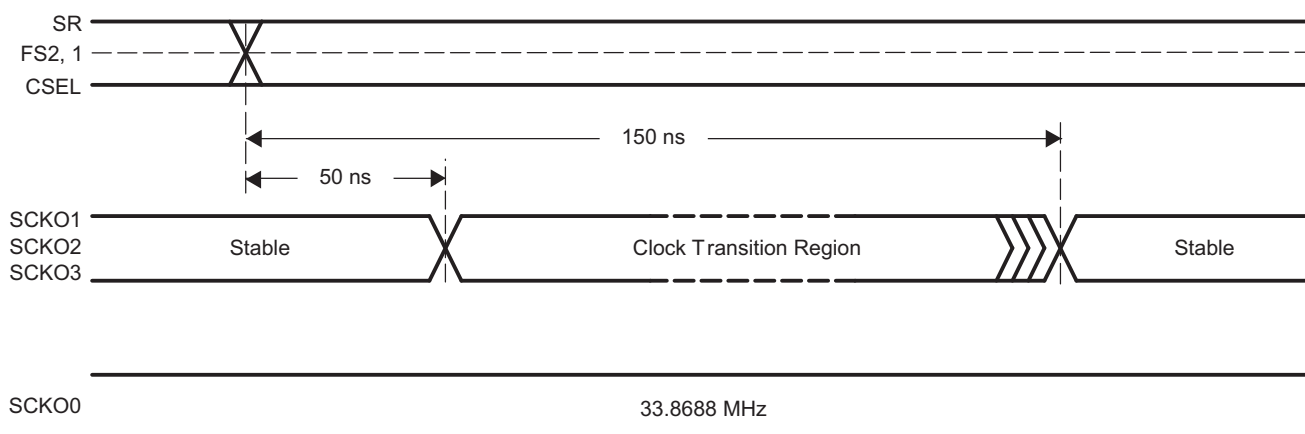 SR
FS2, 1
CSEL
150 ns
50 ns
SCKO1
SCKO2
SCKO3
Stable
Clock Transition Region
Stable
SCKO0
33.8688 MHz